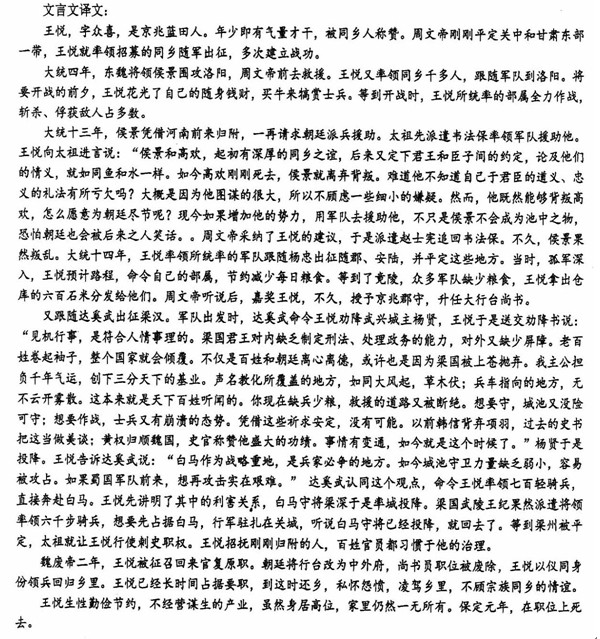 文言文译文：
王悦，字众喜，是京兆蓝田人。年少即有气量才干，被同乡人称赞。周文帝刚刚平定关中和甘肃东部
一带，王悦就率领招募的同乡随军出征，多次建立战功。
大统四年，东魏将领侯景围攻洛阳，周文帝前去救援。王悦又率领同乡千多人，跟随军队到洛阳。将
要开战的前夕，王悦花光了自己的随身钱财，买牛来犒赏士兵。等到开战时，王悦所统率的部属全力作战，
斩杀、俘获敌人占多数。
大统十三年，侯景凭借河南前来归附，一再请求朝廷派兵援助。太祖先派遣韦法保率领军队援助他。
王悦向太祖进言说：“侯景和高欢，起初有深厚的同乡之谊，后来又定下君王和臣子间的约定，论及他们
的情义，就如同鱼和水一样。如今高欢刚刚死去，侯景就离弃背叛。难道他不知道自己于君臣的道义、忠
义的礼法有所亏欠吗？大概是因为他图谋的很大，所以不顾虑一些细小的嫌疑。然而，他既然能够背叛高
欢，怎么愿意为朝廷尽节呢？现今如果增加他的势力，用军队去援助他，不只是侯景不会成为池中之物，
恐怕朝廷也会被后来之人笑话。。周文帝采纳了王悦的建议，于是派遣赵士宪追回书法保。不久，侯景果
然叛乱。大统十四年，王悦率领所统率的军队跟随杨忠出征随郡、安陆，并平定这些地方。当时，孤军深
入，王悦预计路程，命令自己的部属，节约减少每日粮食。等到了竟陵，众多军队缺少粮食，王悦拿出仓
库的六百石米分发给他们。周文帝听说后，嘉奖王悦，不久，授予京兆郡守，升任大行台尚书。
又跟随达奚武出征梁汉。军队出发时，达奚武命令王悦劝降武兴城主杨贤，王悦于是送交劝降书说：
“见机行事，是符合人情事理的。梁国君王对内缺乏制定刑法、处理政务的能力，对外又缺少屏障。老百
姓卷起袖子，整个国家就会倾覆。不仅是百姓和朝廷离心离德，或许也是因为梁国被上苍抛弃。我主公担
负千年气运，创下三分天下的基业。声名教化所覆盖的地方，如同大风起，草木伏；兵车指向的地方，无
不云开雾散。这本来就是天下百姓听闻的。你现在缺兵少粮，救援的道路又被断绝。想要守，城池又没险
可守；想要作战，士兵又有崩溃的态势。凭借这些祈求安定，没有可能。以前韩信背弃项羽，过去的史书
把这当做美谈；黄权归顺魏国，史官称赞他盛大的功绩。事情有变通，如今就是这个时候了。”杨贤于是
投降。王悦告诉达奚武说：“白马作为战略重地，是兵家必争的地方。如今城池守卫力量缺乏弱小，容易
被攻占。如果蜀国军队前来，想再攻击实在艰难。” 达奚武认同这个观点，命令王悦率领七百轻骑兵，
直接奔赴白马。王悦先讲明了其中的利害关系，白马守将梁深于是率城投降。梁国武陵王纪果然派遣将领
率领六千步骑兵，想要先占据白马，行军驻扎在关城，听说白马守将已经投降，就回去了。等到梁州被平
定，太祖就让王悦行使刺史职权。王悦招抚刚刚归附的人，百姓官员都习惯于他的治理。
魏废帝二年，王悦被征召回来官复原职。朝廷将行台改为中外府，尚书员职位被废除，王悦以仪同身
份领兵回归乡里。王悦已经长时间占据要职，到这时还乡，私怀怨愤，凌驾乡里，不顾宗族同乡的情谊。
王悦生性勤俭节约，不经营谋生的产业，虽然身居高位，家里仍然一无所有。保定元年，在职位上死
去。